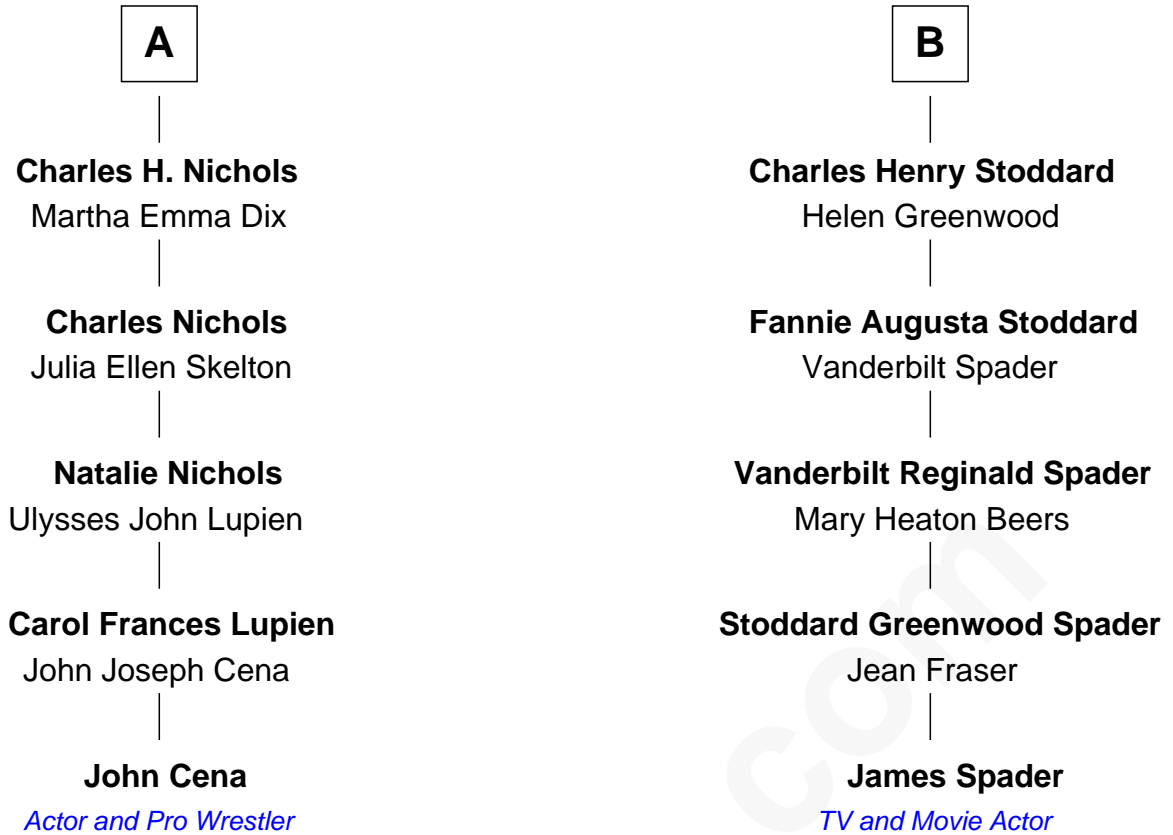 A
B
Charles H. Nichols
Martha Emma Dix
Charles Henry Stoddard
Helen Greenwood
Charles Nichols
Julia Ellen Skelton
Fannie Augusta Stoddard
Vanderbilt Spader
Natalie Nichols
Ulysses John Lupien
Vanderbilt Reginald Spader
Mary Heaton Beers
Carol Frances Lupien
John Joseph Cena
Stoddard Greenwood Spader
Jean Fraser
John Cena
Actor and Pro Wrestler
James Spader
TV and Movie Actor
com